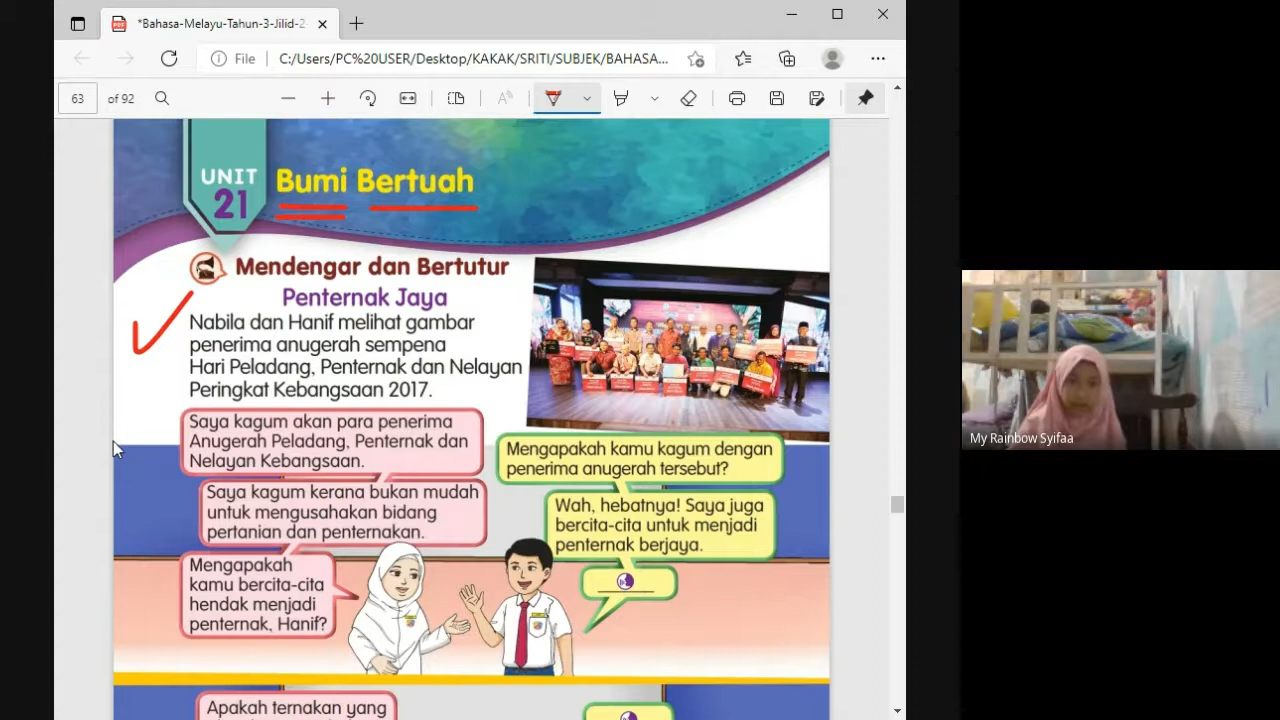 *Bahasa-Melayu-Tahun-3-Jilid-2
File
C:/Users/PC%20USER/Desktop/KAKAK/SRITI/SUBJEK/BAHASA...
63
of 92
UNIT
21
Bumi Bertuah
Mendengar dan Bertutur
Penternak Jaya
Nabila dan Hanif melihat gambar
penerima anugerah sempena
Hari Peladang, Penternak dan Nelayan
Peringkat Kebangsaan 2017.
Saya kagum akan para penerima
Anugerah Peladang, Penternak dan
Nelayan Kebangsaan.
Mengapakah kamu kagum dengan
penerima anugerah tersebut?
Saya kagum kerana bukan mudah
untuk mengusahakan bidang
pertanian dan penternakan.
Wah, hebatnya! Saya juga
bercita-cita untuk menjadi
penternak berjaya.
Mengapakah
kamu bercita-cita
hendak menjadi
penternak, Hanif?
Apakah ternakan yang
My Rainbow Syifaa